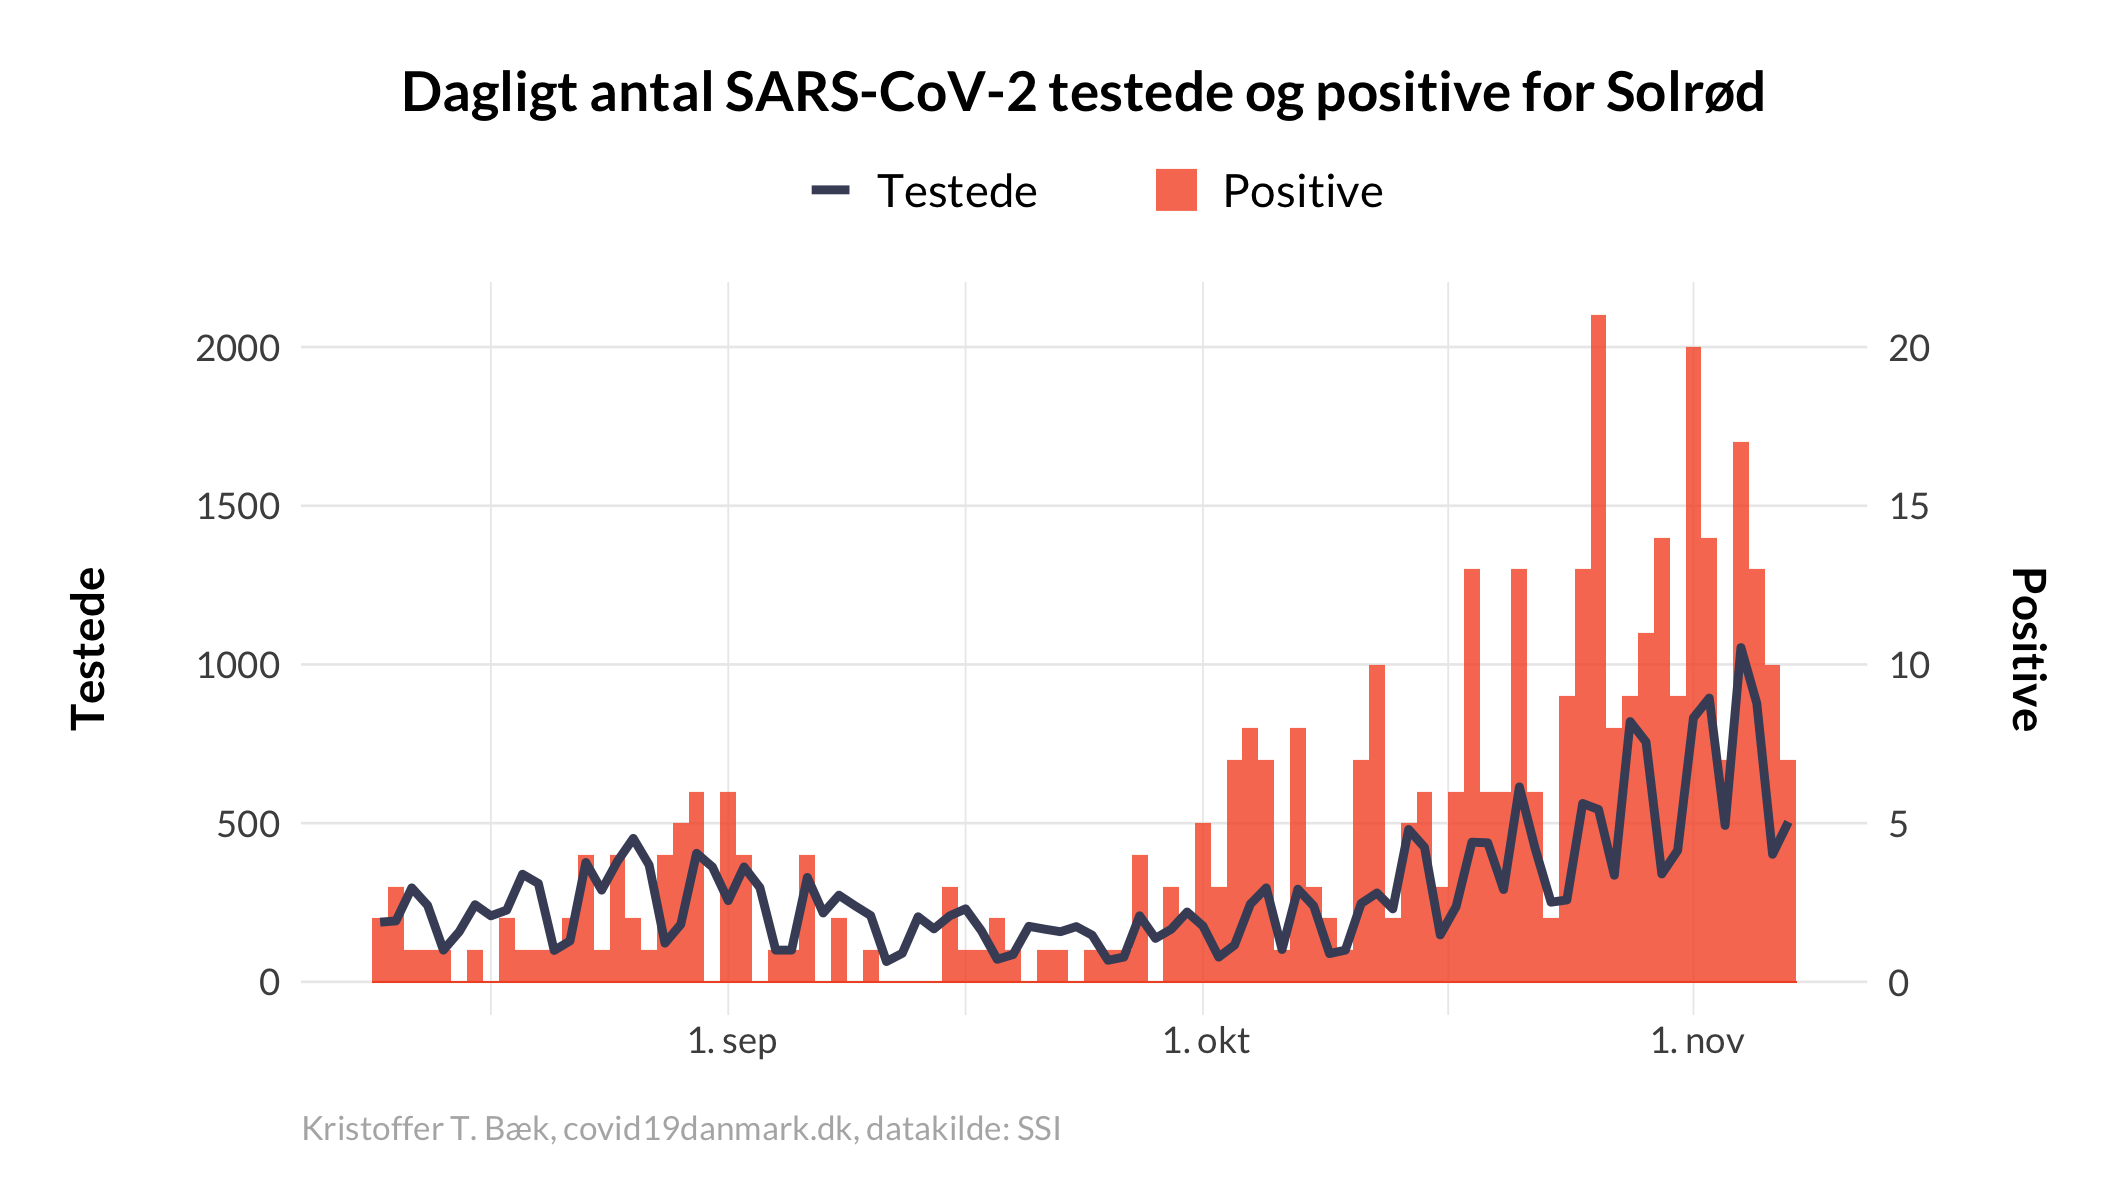 Dagligt antal SARS-CoV-2 testede og positive for Solrød
Testede
Positive
2000
1500
1000
500
0
Testede
20
15
10
5
0
Positive
1. sep
1. okt
1. nov
Kristoffer T. Bæk, covid19danmark.dk, datakilde: SSI